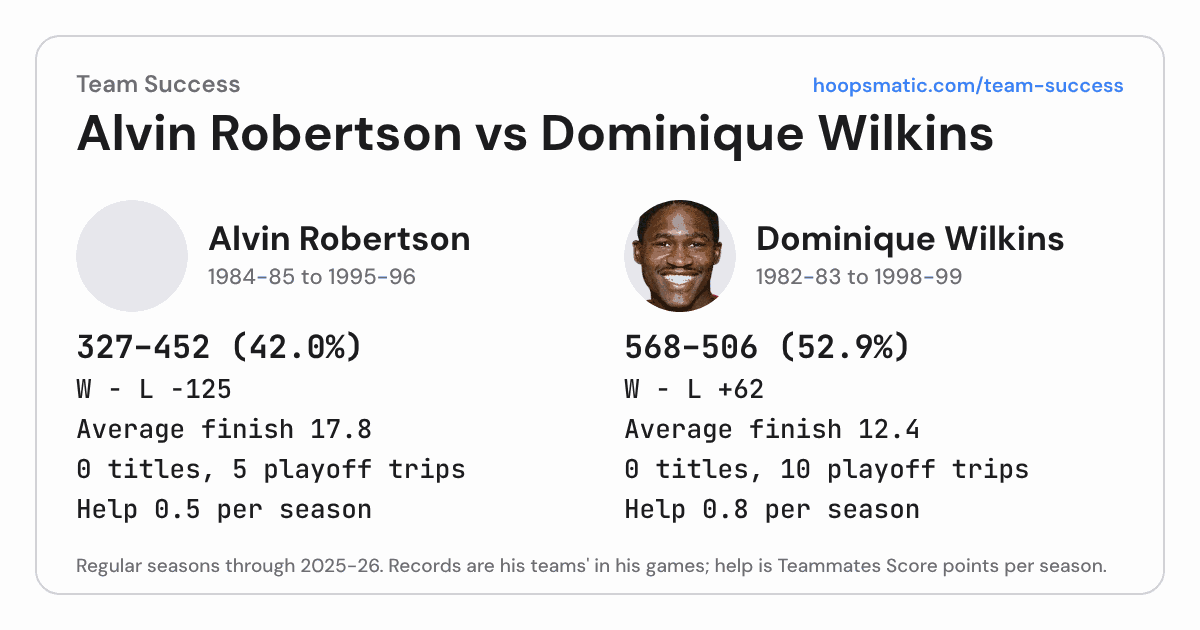 Team Success
hoopsmatic.com/team-success
Alvin Robertson vs Dominique Wilkins
Alvin Robertson
1984–85 to 1995–96
327–452 (42.0%)
W - L -125
Average finish 17.8
0 titles, 5 playoff trips
Help 0.5 per season
Dominique Wilkins
1982–83 to 1998–99
568–506 (52.9%)
W - L +62
Average finish 12.4
0 titles, 10 playoff trips
Help 0.8 per season
Regular seasons through 2025-26. Records are his teams' in his games; help is Teammates Score points per season.